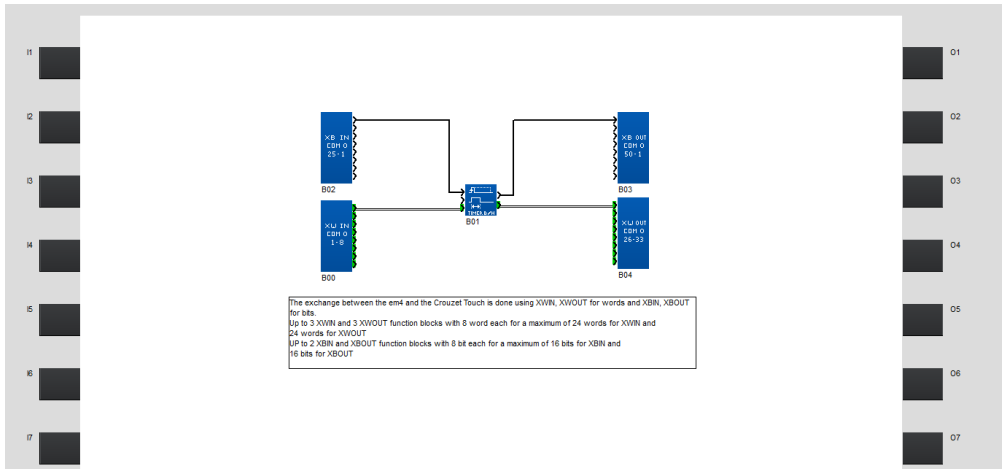 I1
O1
I2
O2
XB IN
COM 0
25-1
XB OUT
COM 0
50-1
I3
O3
B02
B03
TIMER B/H
B01
XW IN
COM 0
1-8
XW OUT
COM 0
26-33
I4
O4
B00
B04
The exchange between the em4 and the Crouzet Touch is done using XWIN, XWOUT for words and XBIN, XBOUT
for bits.
Up to 3 XWIN and 3 XWOUT function blocks with 8 word each for a maximum of 24 words for XWIN and
24 words for XWOUT
UP to 2 XBIN and XBOUT function blocks with 8 bit each for a maximum of 16 bits for XBIN and
16 bits for XBOUT
I5
O5
I6
O6
I7
O7